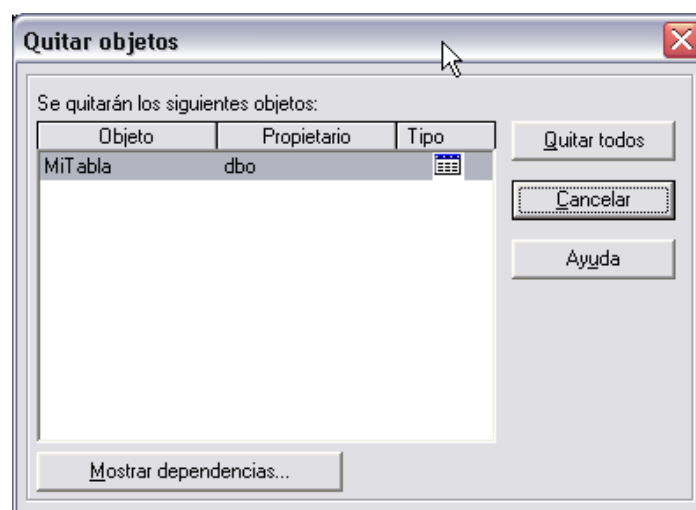 Quitar objetos
Se quitarán los siguientes objetos:
Objeto Propietario Tipo
MiTabla dbo
Quitar todos
Cancelar
Ayuda
Mostrar dependencias...